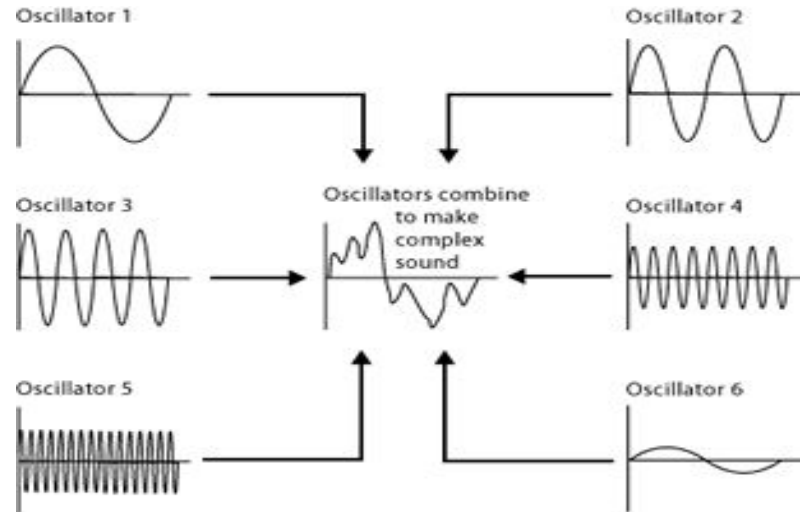 Oscillator 1
Oscillator 2
Oscillator 3
Oscillators combine
to make
complex
sound
Oscillator 4
Oscillator 5
Oscillator 6